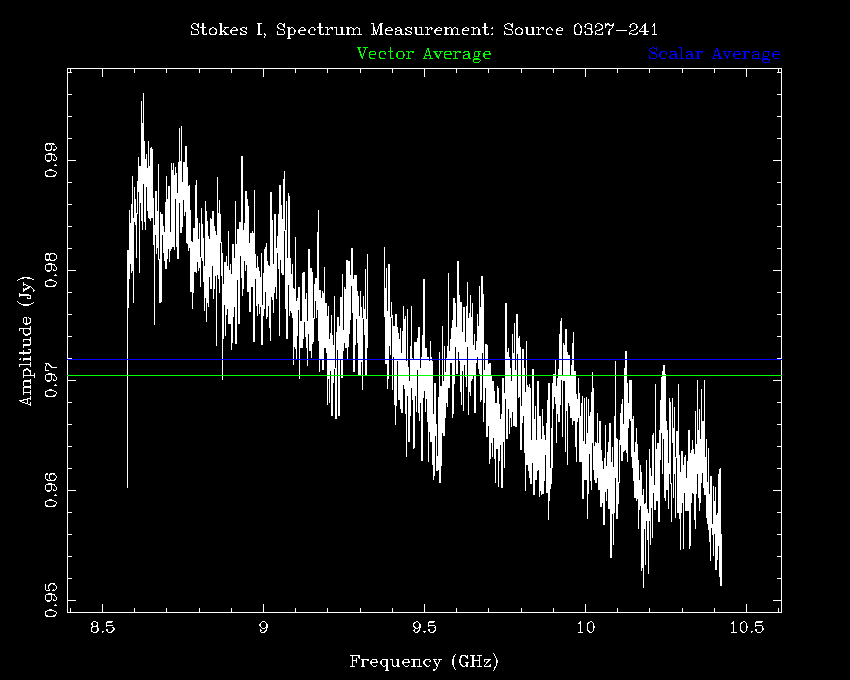 Stokes I, Spectrum Measurement: Source 0327-241
Vector Average Scalar Average
0.99
0.98
0.97
0.96
0.95
Amplitude (Jy)
8.5 9 9.5 10 10.5
Frequency (GHz)